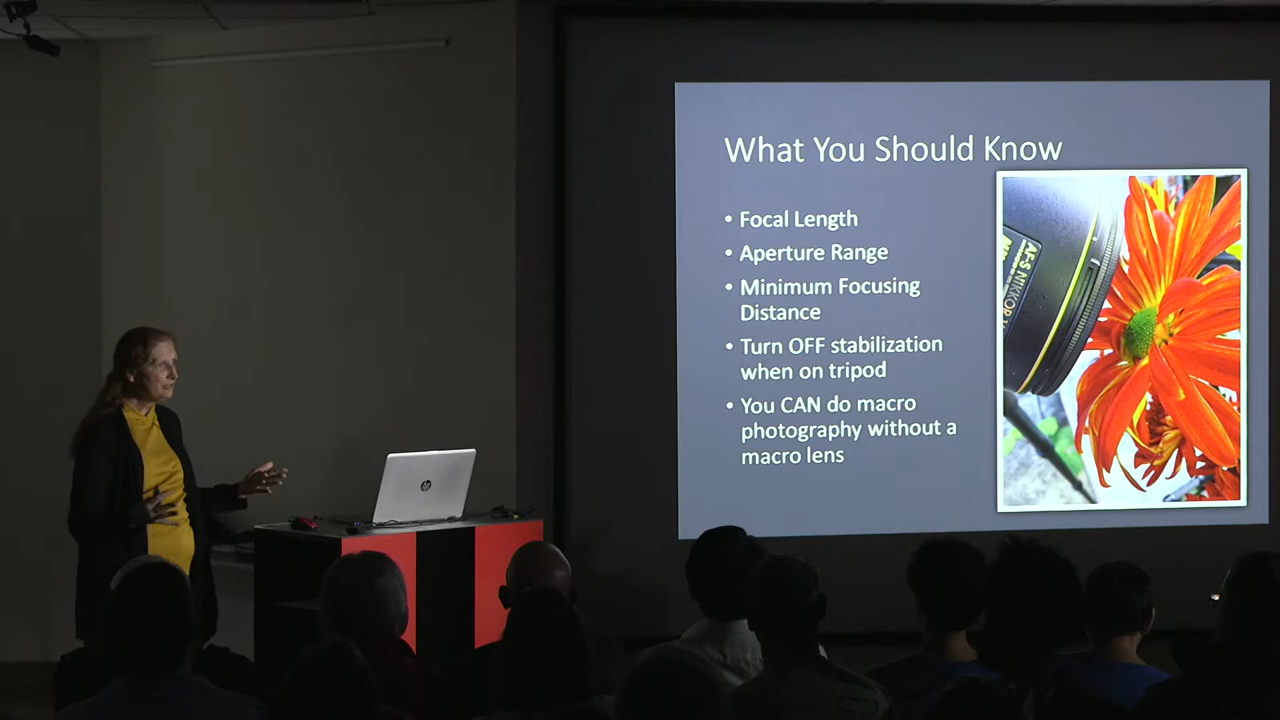 What You Should Know
• Focal Length
• Aperture Range
• Minimum Focusing
Distance
• Turn OFF stabilization
when on tripod
• You CAN do macro
photography without a
macro lens
AF-S NIKKOR
hp